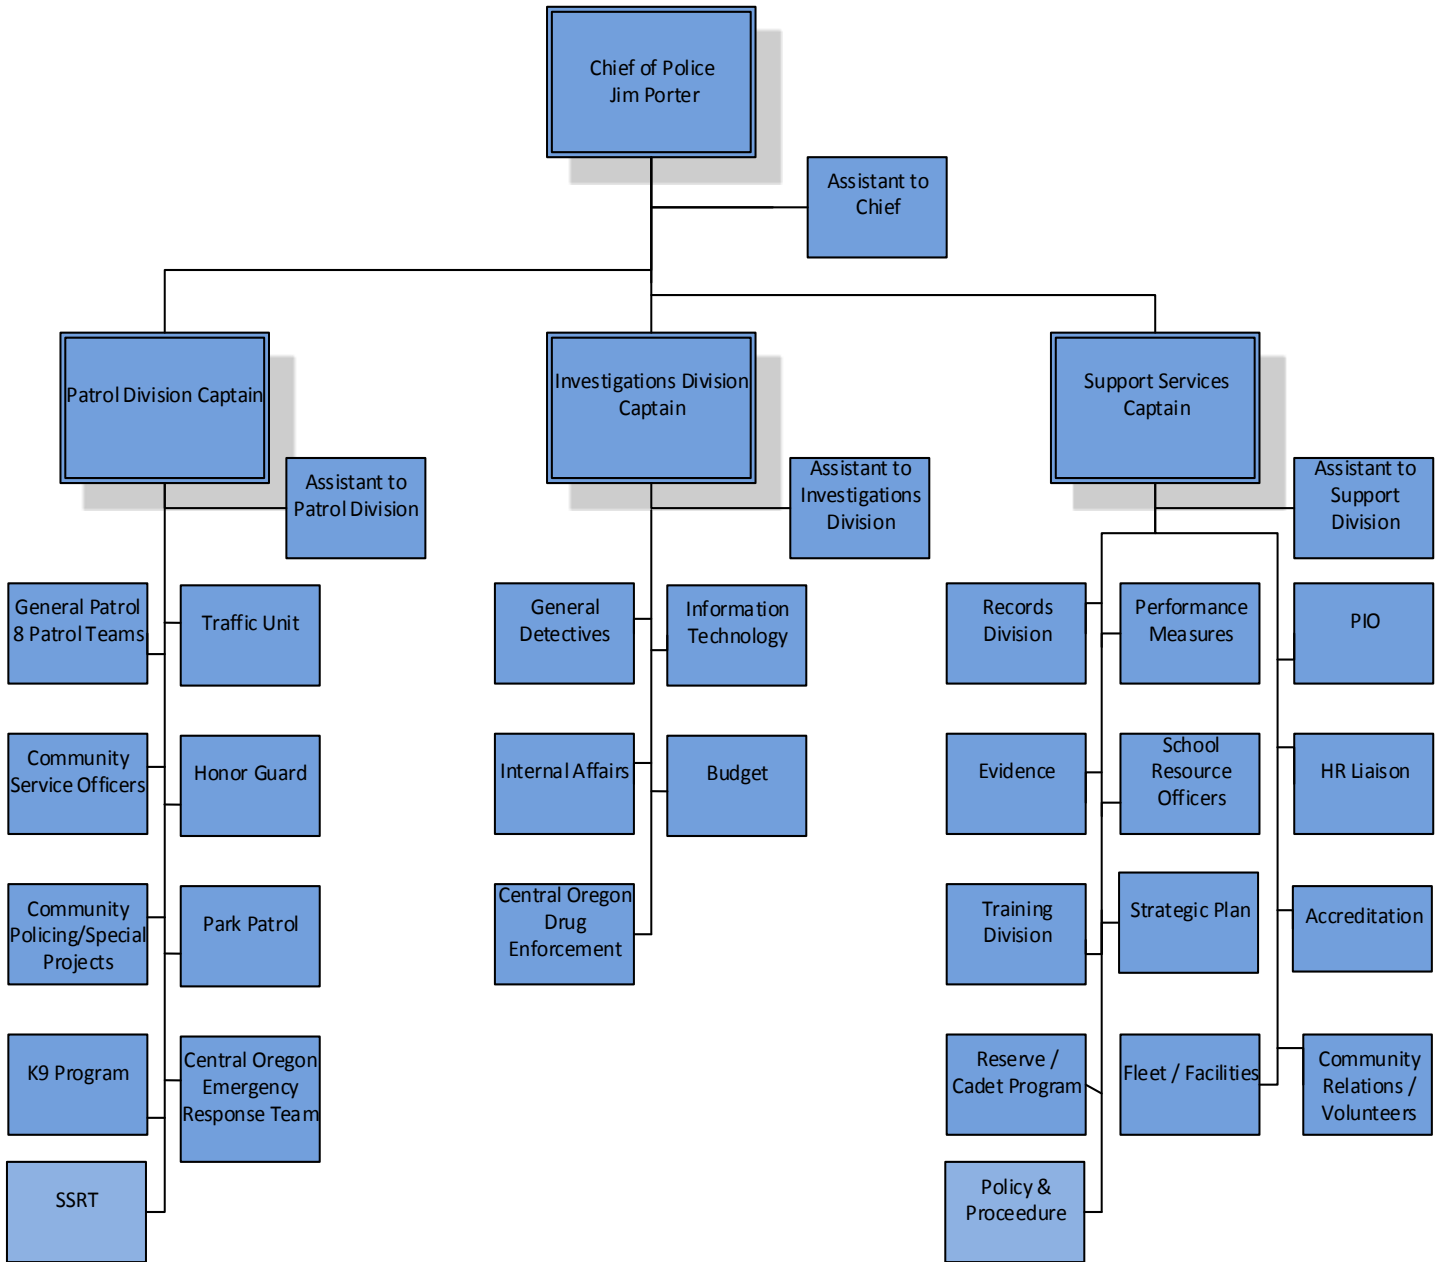 Chief of Police
Jim Porter
Assistant to
Chief
Patrol Division Captain
Investigations Division
Captain
Support Services
Captain
Assistant to
Patrol Division
Assistant to
Investigations
Division
Assistant to
Support
Division
General Patrol
8 Patrol Teams
Traffic Unit
General
Detectives
Information
Technology
Records
Division
Performance
Measures
PIO
Community
Service Officers
Honor Guard
Internal Affairs
Budget
Evidence
School
Resource
Officers
HR Liaison
Community
Policing/Special
Projects
Park Patrol
Central Oregon
Drug
Enforcement
Training
Division
Strategic Plan
Accreditation
K9 Program
Central Oregon
Emergency
Response Team
Reserve /
Cadet Program
Fleet / Facilities
Community
Relations /
Volunteers
SSRT
Policy &
Proceedure